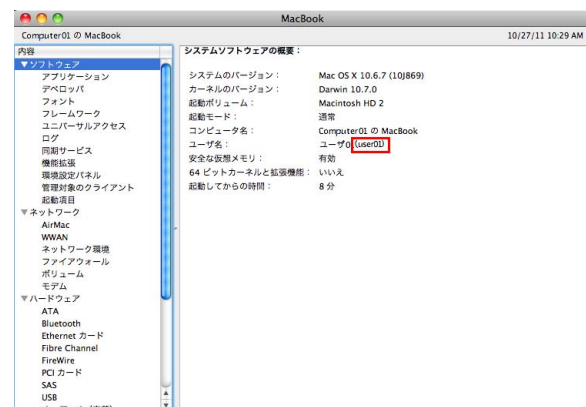 MacBook
Computer01 の MacBook
10/27/11 10:29 AM
内容
▼ソフトウェア
アプリケーション
デベロッパ
フォント
フレームワーク
ユニバーサルアクセス
ログ
同期サービス
機能拡張
環境設定パネル
管理対象のクライアント
起動項目
▼ネットワーク
AirMac
WWAN
ネットワーク環境
ファイアウォール
ボリューム
モデム
▼ハードウェア
ATA
Bluetooth
Ethernet カード
Fibre Channel
FireWire
PCI カード
SAS
USB
システムソフトウェアの概要：
システムのバージョン： Mac OS X 10.6.7 (10J869)
カーネルのバージョン： Darwin 10.7.0
起動ボリューム： Macintosh HD 2
起動モード： 通常
コンピュータ名： Computer01 の MacBook
ユーザ名： ユーザ0 (user01)
安全な仮想メモリ： 有効
64 ビットカーネルと拡張機能： いいえ
起動してからの時間： 8 分